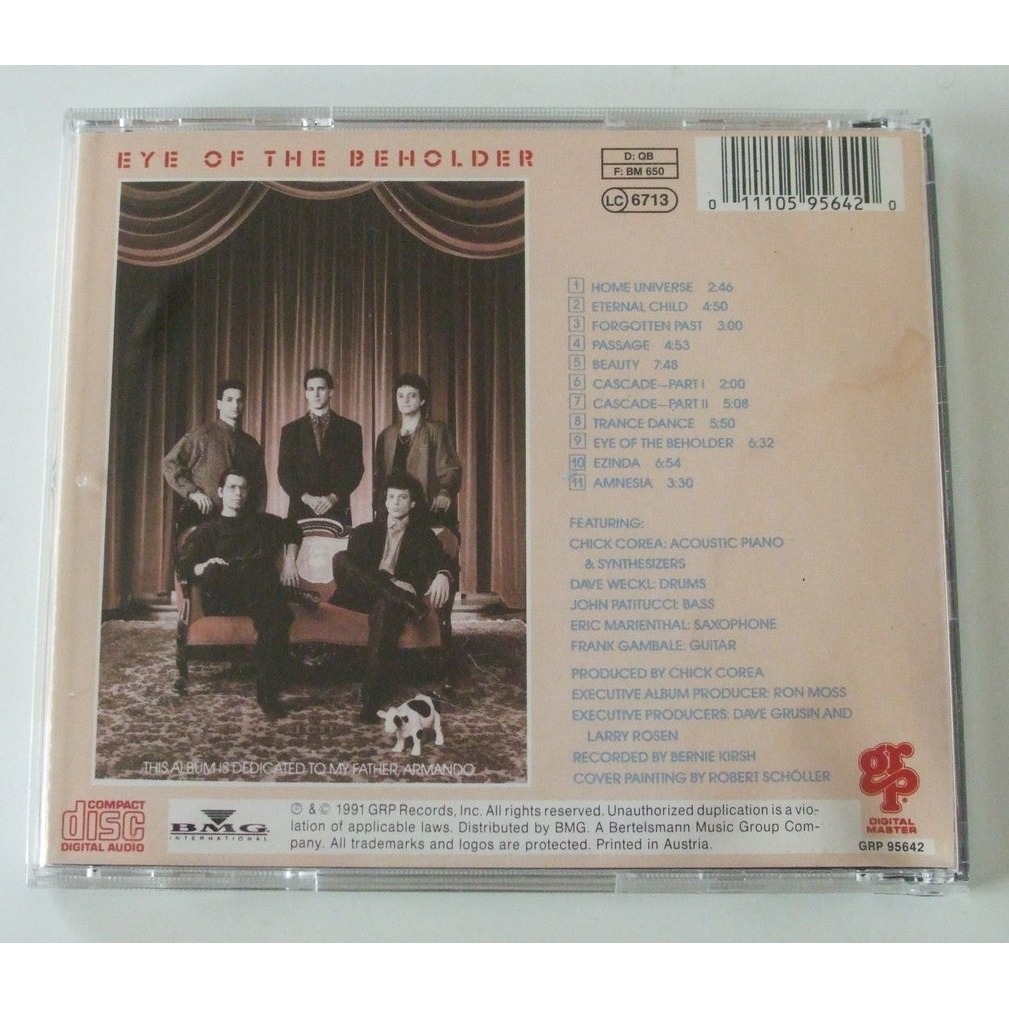 EYE OF THE BEHOLDER
D: QB
F: BM 650
LC 6713
0 11105 95642 0
1 HOME UNIVERSE 2:46
2 ETERNAL CHILD 4:50
3 FORGOTTEN PAST 3:00
4 PASSAGE 4:53
5 BEAUTY 7:48
6 CASCADE—PART I 2:00
7 CASCADE—PART II 5:08
8 TRANCE DANCE 5:50
9 EYE OF THE BEHOLDER 6:32
10 EZINDA 6:54
11 AMNESIA 3:30
FEATURING:
CHICK COREA: ACOUSTIC PIANO
& SYNTHESIZERS
DAVE WECKL: DRUMS
JOHN PATITUCCI: BASS
ERIC MARIENTHAL: SAXOPHONE
FRANK GAMBALE: GUITAR
PRODUCED BY CHICK COREA
EXECUTIVE ALBUM PRODUCER: RON MOSS
EXECUTIVE PRODUCERS: DAVE GRUSIN AND
LARRY ROSEN
RECORDED BY BERNIE KIRSH
COVER PAINTING BY ROBERT SCHÖLLER
THIS ALBUM IS DEDICATED TO MY FATHER, ARMANDO
COMPACT
disc
DIGITAL AUDIO
BMG
INTERNATIONAL
℗ & © 1991 GRP Records, Inc. All rights reserved. Unauthorized duplication is a vio-
lation of applicable laws. Distributed by BMG. A Bertelsmann Music Group Com-
pany. All trademarks and logos are protected. Printed in Austria.
grp
DIGITAL
MASTER
GRP 95642